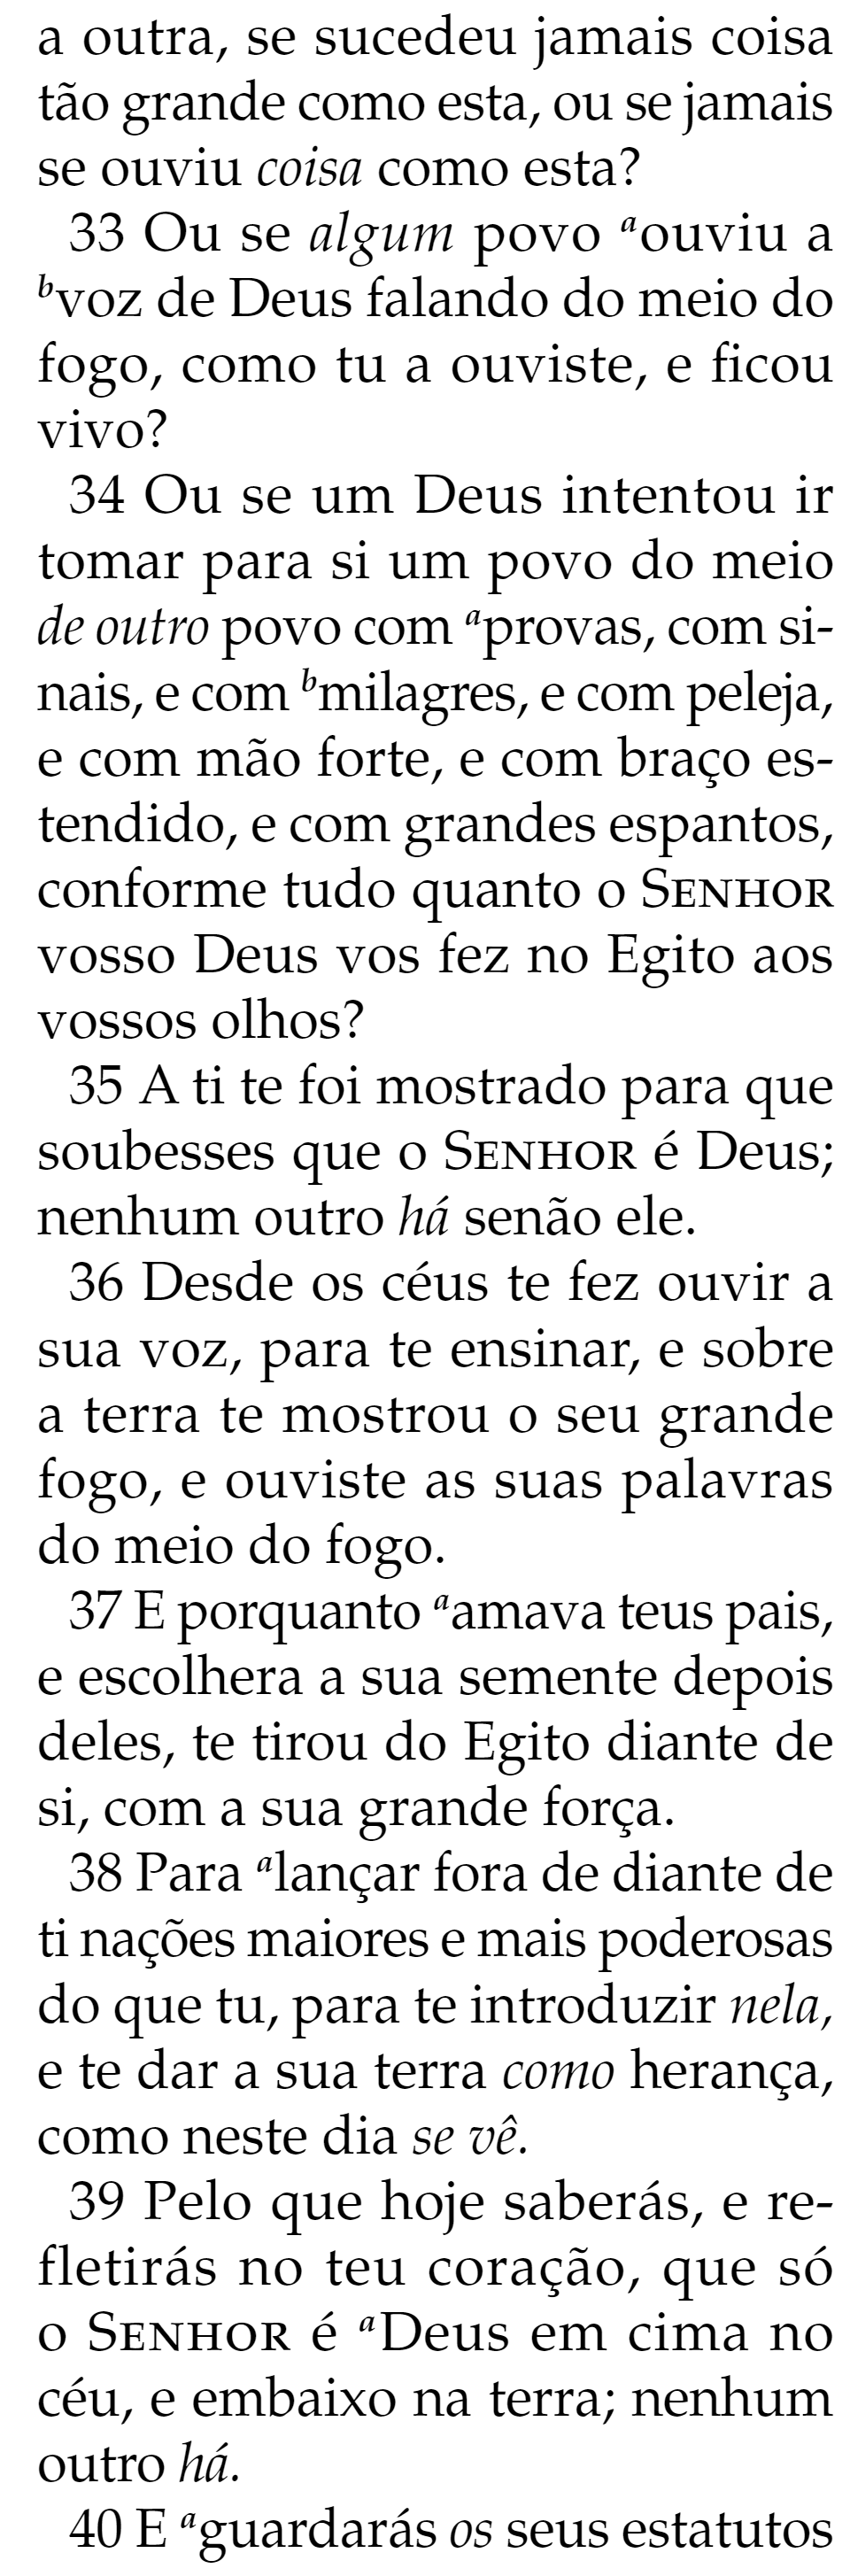 a outra, se sucedeu jamais coisa
tão grande como esta, ou se jamais
se ouviu coisa como esta?
33 Ou se algum povo ᵃouviu a
ᵇvoz de Deus falando do meio do
fogo, como tu a ouviste, e ficou
vivo?
34 Ou se um Deus intentou ir
tomar para si um povo do meio
de outro povo com ᵃprovas, com si-
nais, e com ᵇmilagres, e com peleja,
e com mão forte, e com braço es-
tendido, e com grandes espantos,
conforme tudo quanto o SENHOR
vosso Deus vos fez no Egito aos
vossos olhos?
35 A ti te foi mostrado para que
soubesses que o SENHOR é Deus;
nenhum outro há senão ele.
36 Desde os céus te fez ouvir a
sua voz, para te ensinar, e sobre
a terra te mostrou o seu grande
fogo, e ouviste as suas palavras
do meio do fogo.
37 E porquanto ᵃamava teus pais,
e escolhera a sua semente depois
deles, te tirou do Egito diante de
si, com a sua grande força.
38 Para ᵃlançar fora de diante de
ti nações maiores e mais poderosas
do que tu, para te introduzir nela,
e te dar a sua terra como herança,
como neste dia se vê.
39 Pelo que hoje saberás, e re-
fletirás no teu coração, que só
o SENHOR é ᵃDeus em cima no
céu, e embaixo na terra; nenhum
outro há.
40 E ᵃguardarás os seus estatutos